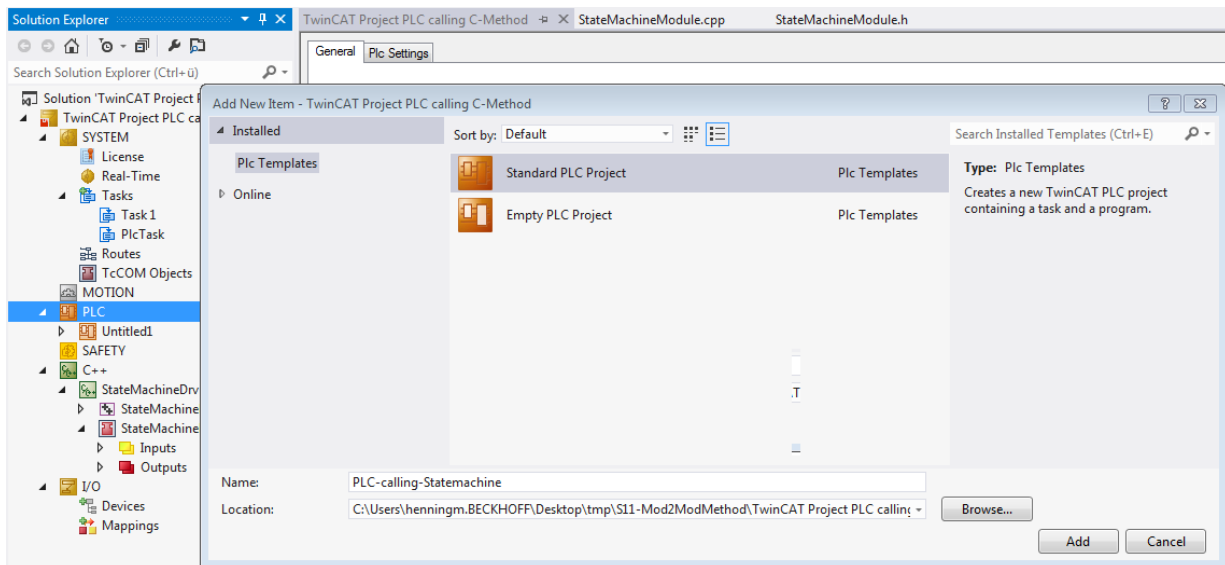 Solution Explorer
TwinCAT Project PLC calling C-Method
StateMachineModule.cpp
StateMachineModule.h
General
Plc Settings
Search Solution Explorer (Ctrl+ü)
Solution 'TwinCAT Project
TwinCAT Project PLC ca
SYSTEM
License
Real-Time
Tasks
Task 1
PlcTask
Routes
TcCOM Objects
MOTION
PLC
Untitled1
SAFETY
C++
StateMachineDrv
StateMachine
StateMachine
Inputs
Outputs
I/O
Devices
Mappings
Add New Item - TwinCAT Project PLC calling C-Method
Installed
Plc Templates
Online
Sort by: Default
Search Installed Templates (Ctrl+E)
Standard PLC Project Plc Templates
Empty PLC Project Plc Templates
Type: Plc Templates
Creates a new TwinCAT PLC project
containing a task and a program.
Name: PLC-calling-Statemachine
Location: C:\Users\henningm.BECKHOFF\Desktop\tmp\S11-Mod2ModMethod\TwinCAT Project PLC calling
Browse...
Add
Cancel